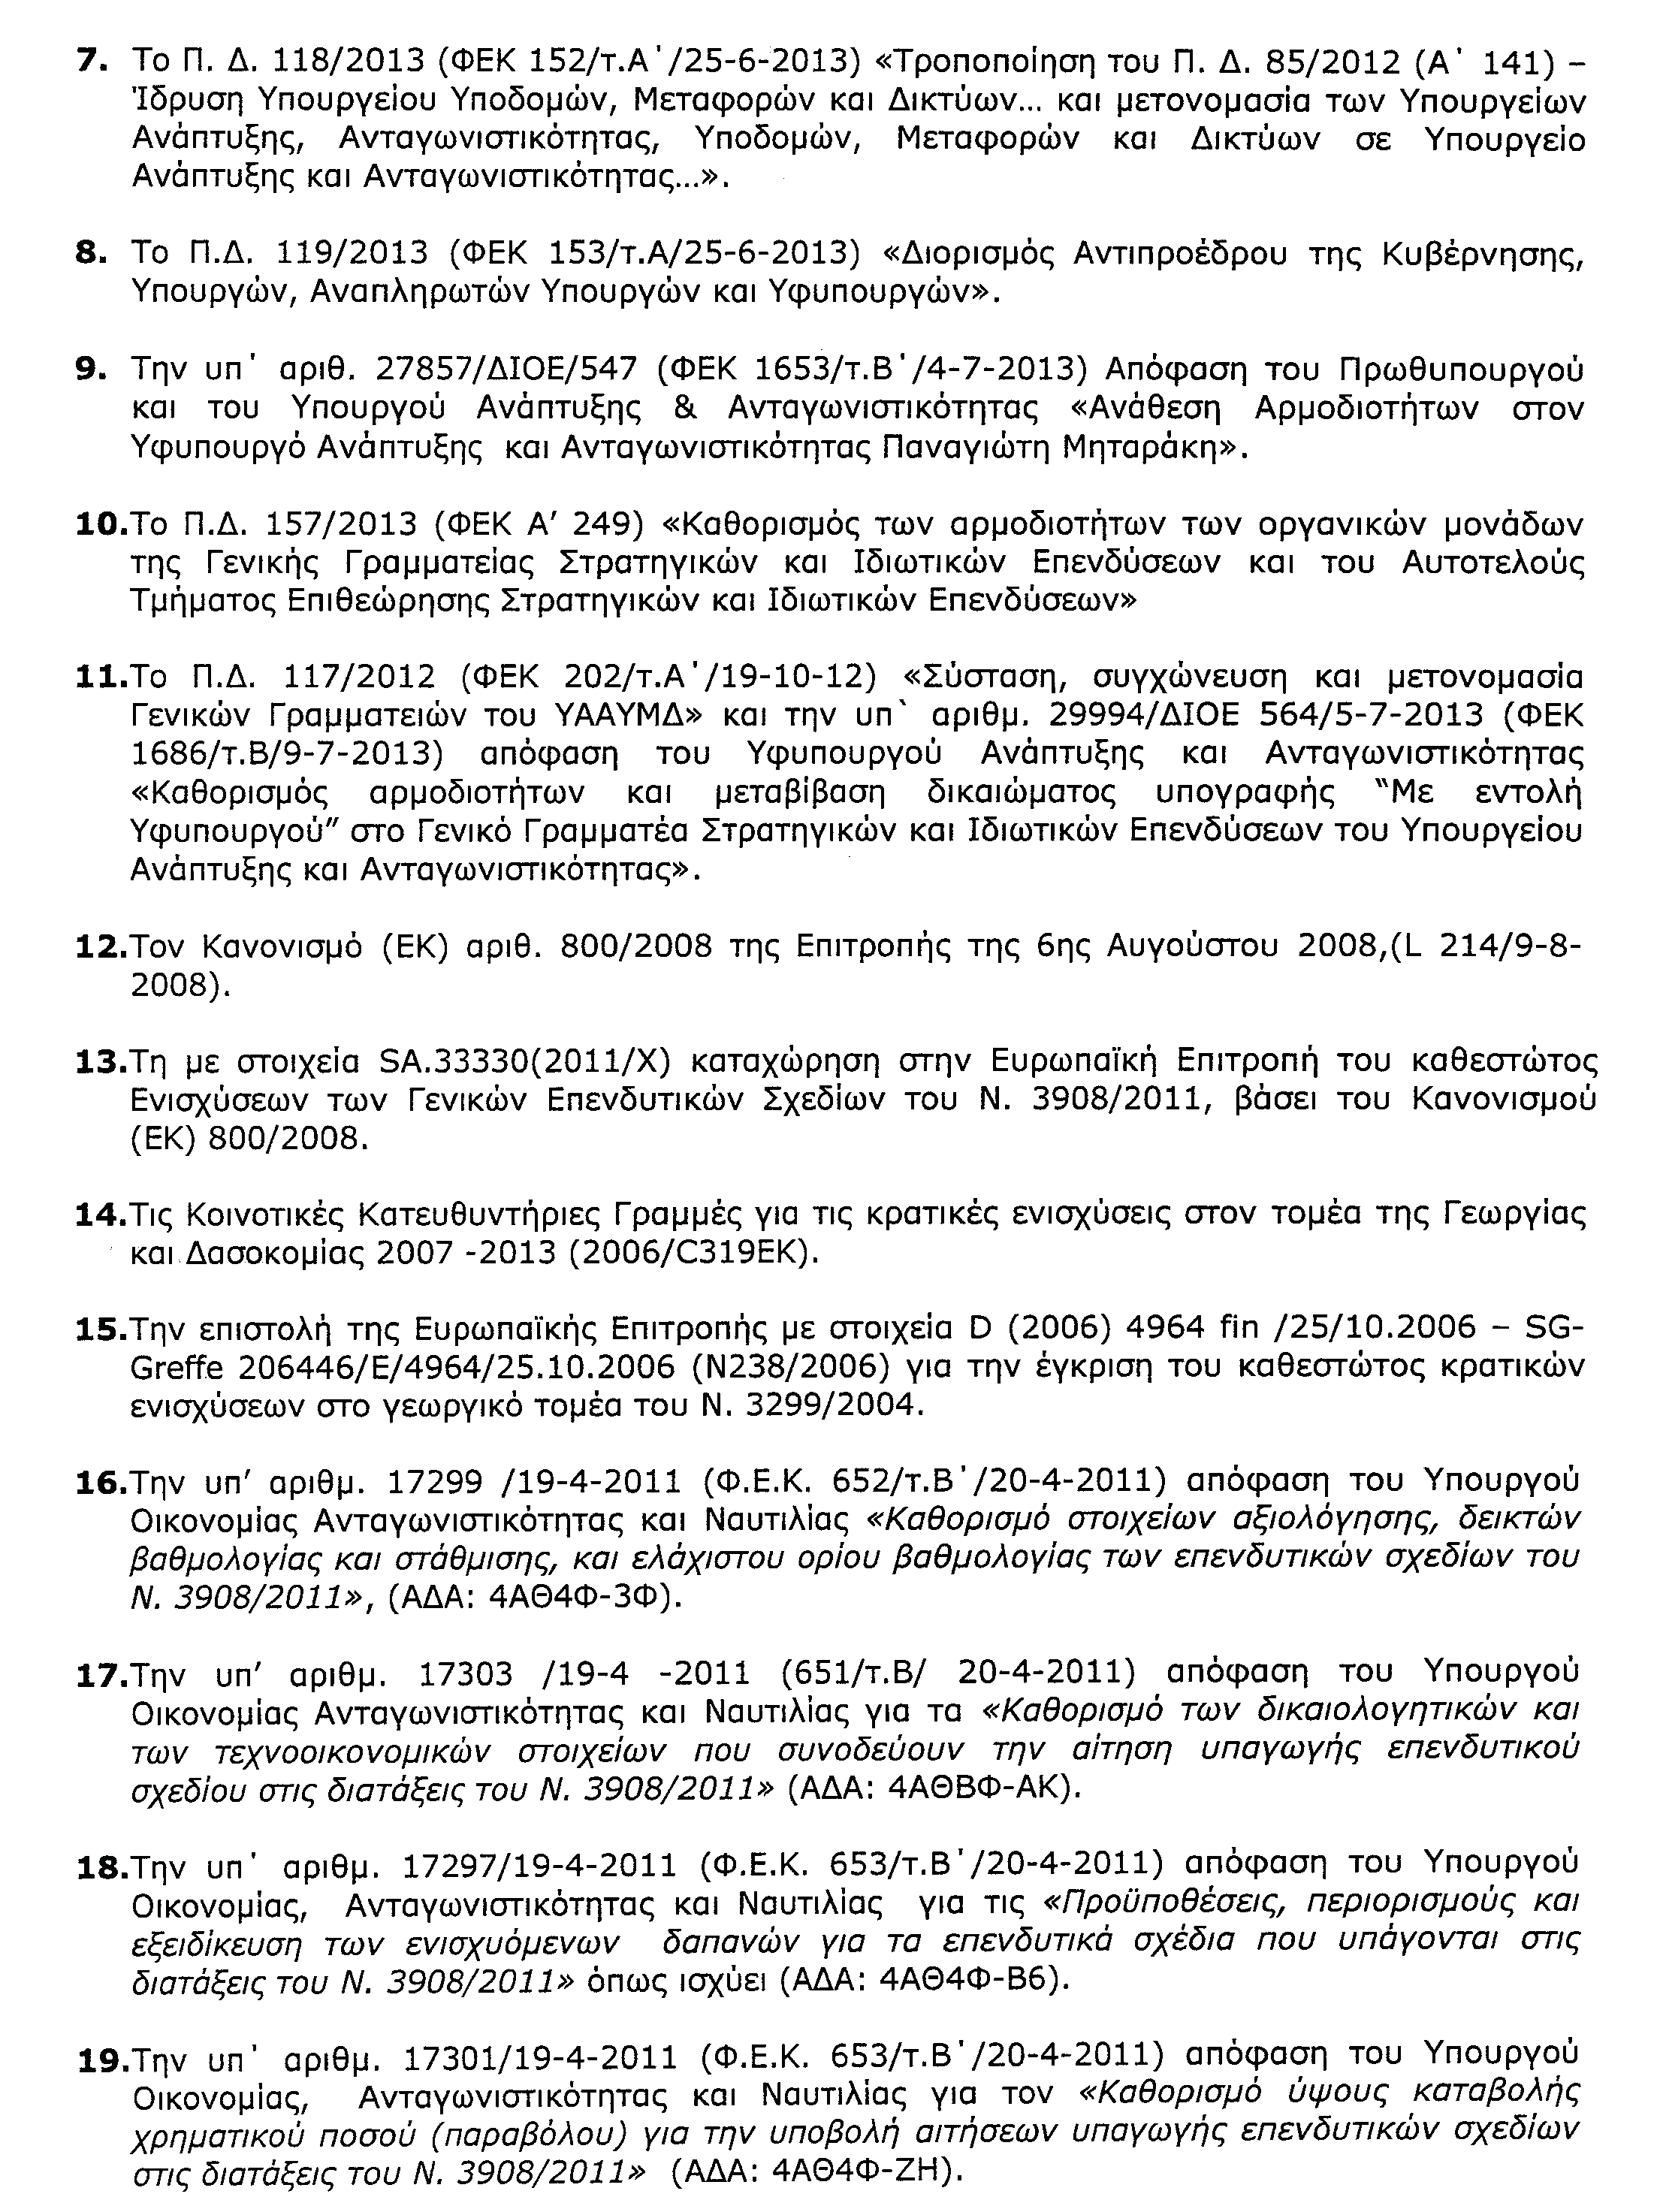 7. Το Π. Δ. 118/2013 (ΦΕΚ 152/τ.Α΄/25-6-2013) «Τροποποίηση του Π. Δ. 85/2012 (Α΄ 141) –
Ίδρυση Υπουργείου Υποδομών, Μεταφορών και Δικτύων... και μετονομασία των Υπουργείων
Ανάπτυξης, Ανταγωνιστικότητας, Υποδομών, Μεταφορών και Δικτύων σε Υπουργείο
Ανάπτυξης και Ανταγωνιστικότητας...».
8. Το Π.Δ. 119/2013 (ΦΕΚ 153/τ.Α/25-6-2013) «Διορισμός Αντιπροέδρου της Κυβέρνησης,
Υπουργών, Αναπληρωτών Υπουργών και Υφυπουργών».
9. Την υπ΄ αριθ. 27857/ΔΙΟΕ/547 (ΦΕΚ 1653/τ.Β΄/4-7-2013) Απόφαση του Πρωθυπουργού
και του Υπουργού Ανάπτυξης & Ανταγωνιστικότητας «Ανάθεση Αρμοδιοτήτων στον
Υφυπουργό Ανάπτυξης και Ανταγωνιστικότητας Παναγιώτη Μηταράκη».
10.Το Π.Δ. 157/2013 (ΦΕΚ Α’ 249) «Καθορισμός των αρμοδιοτήτων των οργανικών μονάδων
της Γενικής Γραμματείας Στρατηγικών και Ιδιωτικών Επενδύσεων και του Αυτοτελούς
Τμήματος Επιθεώρησης Στρατηγικών και Ιδιωτικών Επενδύσεων»
11.Το Π.Δ. 117/2012 (ΦΕΚ 202/τ.Α΄/19-10-12) «Σύσταση, συγχώνευση και μετονομασία
Γενικών Γραμματειών του ΥΑΑΥΜΔ» και την υπ` αριθμ. 29994/ΔΙΟΕ 564/5-7-2013 (ΦΕΚ
1686/τ.Β/9-7-2013) απόφαση του Υφυπουργού Ανάπτυξης και Ανταγωνιστικότητας
«Καθορισμός αρμοδιοτήτων και μεταβίβαση δικαιώματος υπογραφής “Με εντολή
Υφυπουργού” στο Γενικό Γραμματέα Στρατηγικών και Ιδιωτικών Επενδύσεων του Υπουργείου
Ανάπτυξης και Ανταγωνιστικότητας».
12.Τον Κανονισμό (ΕΚ) αριθ. 800/2008 της Επιτροπής της 6ης Αυγούστου 2008,(L 214/9-8-
2008).
13.Τη με στοιχεία SA.33330(2011/X) καταχώρηση στην Ευρωπαϊκή Επιτροπή του καθεστώτος
Ενισχύσεων των Γενικών Επενδυτικών Σχεδίων του Ν. 3908/2011, βάσει του Κανονισμού
(ΕΚ) 800/2008.
14.Τις Κοινοτικές Κατευθυντήριες Γραμμές για τις κρατικές ενισχύσεις στον τομέα της Γεωργίας
και Δασοκομίας 2007 -2013 (2006/C319ΕΚ).
15.Την επιστολή της Ευρωπαϊκής Επιτροπής με στοιχεία D (2006) 4964 fin /25/10.2006 – SG-
Greffe 206446/E/4964/25.10.2006 (N238/2006) για την έγκριση του καθεστώτος κρατικών
ενισχύσεων στο γεωργικό τομέα του Ν. 3299/2004.
16.Την υπ’ αριθμ. 17299 /19-4-2011 (Φ.Ε.Κ. 652/τ.Β΄/20-4-2011) απόφαση του Υπουργού
Οικονομίας Ανταγωνιστικότητας και Ναυτιλίας «Καθορισμό στοιχείων αξιολόγησης, δεικτών
βαθμολογίας και στάθμισης, και ελάχιστου ορίου βαθμολογίας των επενδυτικών σχεδίων του
Ν. 3908/2011», (ΑΔΑ: 4ΑΘ4Φ-3Φ).
17.Την υπ’ αριθμ. 17303 /19-4 -2011 (651/τ.Β/ 20-4-2011) απόφαση του Υπουργού
Οικονομίας Ανταγωνιστικότητας και Ναυτιλίας για τα «Καθορισμό των δικαιολογητικών και
των τεχνοοικονομικών στοιχείων που συνοδεύουν την αίτηση υπαγωγής επενδυτικού
σχεδίου στις διατάξεις του Ν. 3908/2011» (ΑΔΑ: 4ΑΘΒΦ-ΑΚ).
18.Την υπ΄ αριθμ. 17297/19-4-2011 (Φ.Ε.Κ. 653/τ.Β΄/20-4-2011) απόφαση του Υπουργού
Οικονομίας, Ανταγωνιστικότητας και Ναυτιλίας για τις «Προϋποθέσεις, περιορισμούς και
εξειδίκευση των ενισχυόμενων δαπανών για τα επενδυτικά σχέδια που υπάγονται στις
διατάξεις του Ν. 3908/2011» όπως ισχύει (ΑΔΑ: 4ΑΘ4Φ-Β6).
19.Την υπ΄ αριθμ. 17301/19-4-2011 (Φ.Ε.Κ. 653/τ.Β΄/20-4-2011) απόφαση του Υπουργού
Οικονομίας, Ανταγωνιστικότητας και Ναυτιλίας για τον «Καθορισμό ύψους καταβολής
χρηματικού ποσού (παραβόλου) για την υποβολή αιτήσεων υπαγωγής επενδυτικών σχεδίων
στις διατάξεις του Ν. 3908/2011» (ΑΔΑ: 4ΑΘ4Φ-ΖΗ).